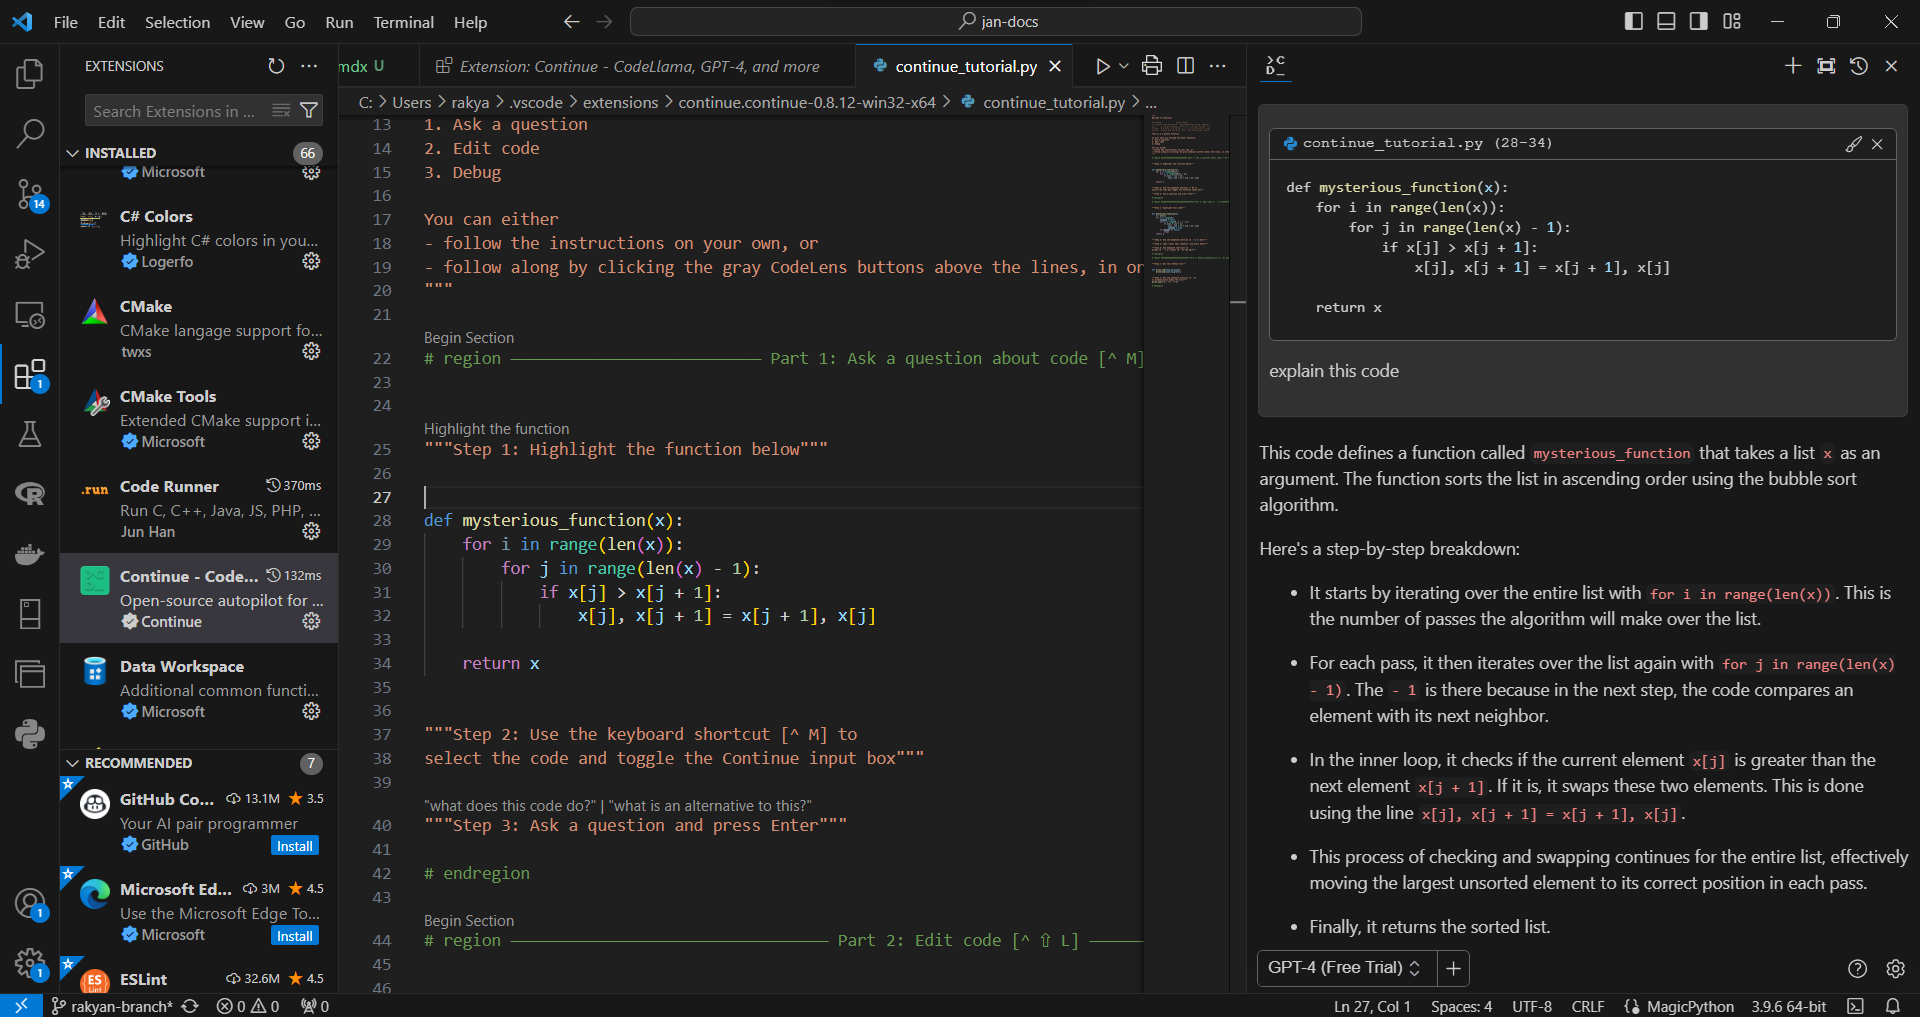 File Edit Selection View Go Run Terminal Help
jan-docs
EXTENSIONS
Search Extensions in ...
INSTALLED 66
Microsoft
C# Colors
Highlight C# colors in you...
Logerfo
CMake
CMake langage support fo...
twxs
CMake Tools
Extended CMake support i...
Microsoft
.run Code Runner 370ms
Run C, C++, Java, JS, PHP, ...
Jun Han
Continue - Code... 132ms
Open-source autopilot for ...
Continue
Data Workspace
Additional common functi...
Microsoft
RECOMMENDED 7
GitHub Co... 13.1M 3.5
Your AI pair programmer
GitHub Install
Microsoft Ed... 3M 4.5
Use the Microsoft Edge To...
Microsoft Install
ESLint 32.6M 4.5
14
1
1
1
mdx U
Extension: Continue - CodeLlama, GPT-4, and more
continue_tutorial.py
C: > Users > rakya > .vscode > extensions > continue.continue-0.8.12-win32-x64 > continue_tutorial.py > ...
13 1. Ask a question
14 2. Edit code
15 3. Debug
16
17 You can either
18 - follow the instructions on your own, or
19 - follow along by clicking the gray CodeLens buttons above the lines, in or
20 """
21
Begin Section
22 # region ————————————————————————— Part 1: Ask a question about code [^ M]
23
24
Highlight the function
25 """Step 1: Highlight the function below"""
26
27
28 def mysterious_function(x):
29 for i in range(len(x)):
30 for j in range(len(x) - 1):
31 if x[j] > x[j + 1]:
32 x[j], x[j + 1] = x[j + 1], x[j]
33
34 return x
35
36
37 """Step 2: Use the keyboard shortcut [^ M] to
38 select the code and toggle the Continue input box"""
39
"what does this code do?" | "what is an alternative to this?"
40 """Step 3: Ask a question and press Enter"""
41
42 # endregion
43
Begin Section
44 # region ————————————————————————————————— Part 2: Edit code [^ ⇧ L] —————
45
46
continue_tutorial.py (28-34)
def mysterious_function(x):
for i in range(len(x)):
for j in range(len(x) - 1):
if x[j] > x[j + 1]:
x[j], x[j + 1] = x[j + 1], x[j]
return x
explain this code
This code defines a function called mysterious_function that takes a list x as an
argument. The function sorts the list in ascending order using the bubble sort
algorithm.
Here's a step-by-step breakdown:
• It starts by iterating over the entire list with for i in range(len(x)). This is
the number of passes the algorithm will make over the list.
• For each pass, it then iterates over the list again with for j in range(len(x)
- 1). The - 1 is there because in the next step, the code compares an
element with its next neighbor.
• In the inner loop, it checks if the current element x[j] is greater than the
next element x[j + 1]. If it is, it swaps these two elements. This is done
using the line x[j], x[j + 1] = x[j + 1], x[j].
• This process of checking and swapping continues for the entire list, effectively
moving the largest unsorted element to its correct position in each pass.
• Finally, it returns the sorted list.
GPT-4 (Free Trial)
rakyan-branch* 0 0 0
Ln 27, Col 1 Spaces: 4 UTF-8 CRLF MagicPython 3.9.6 64-bit